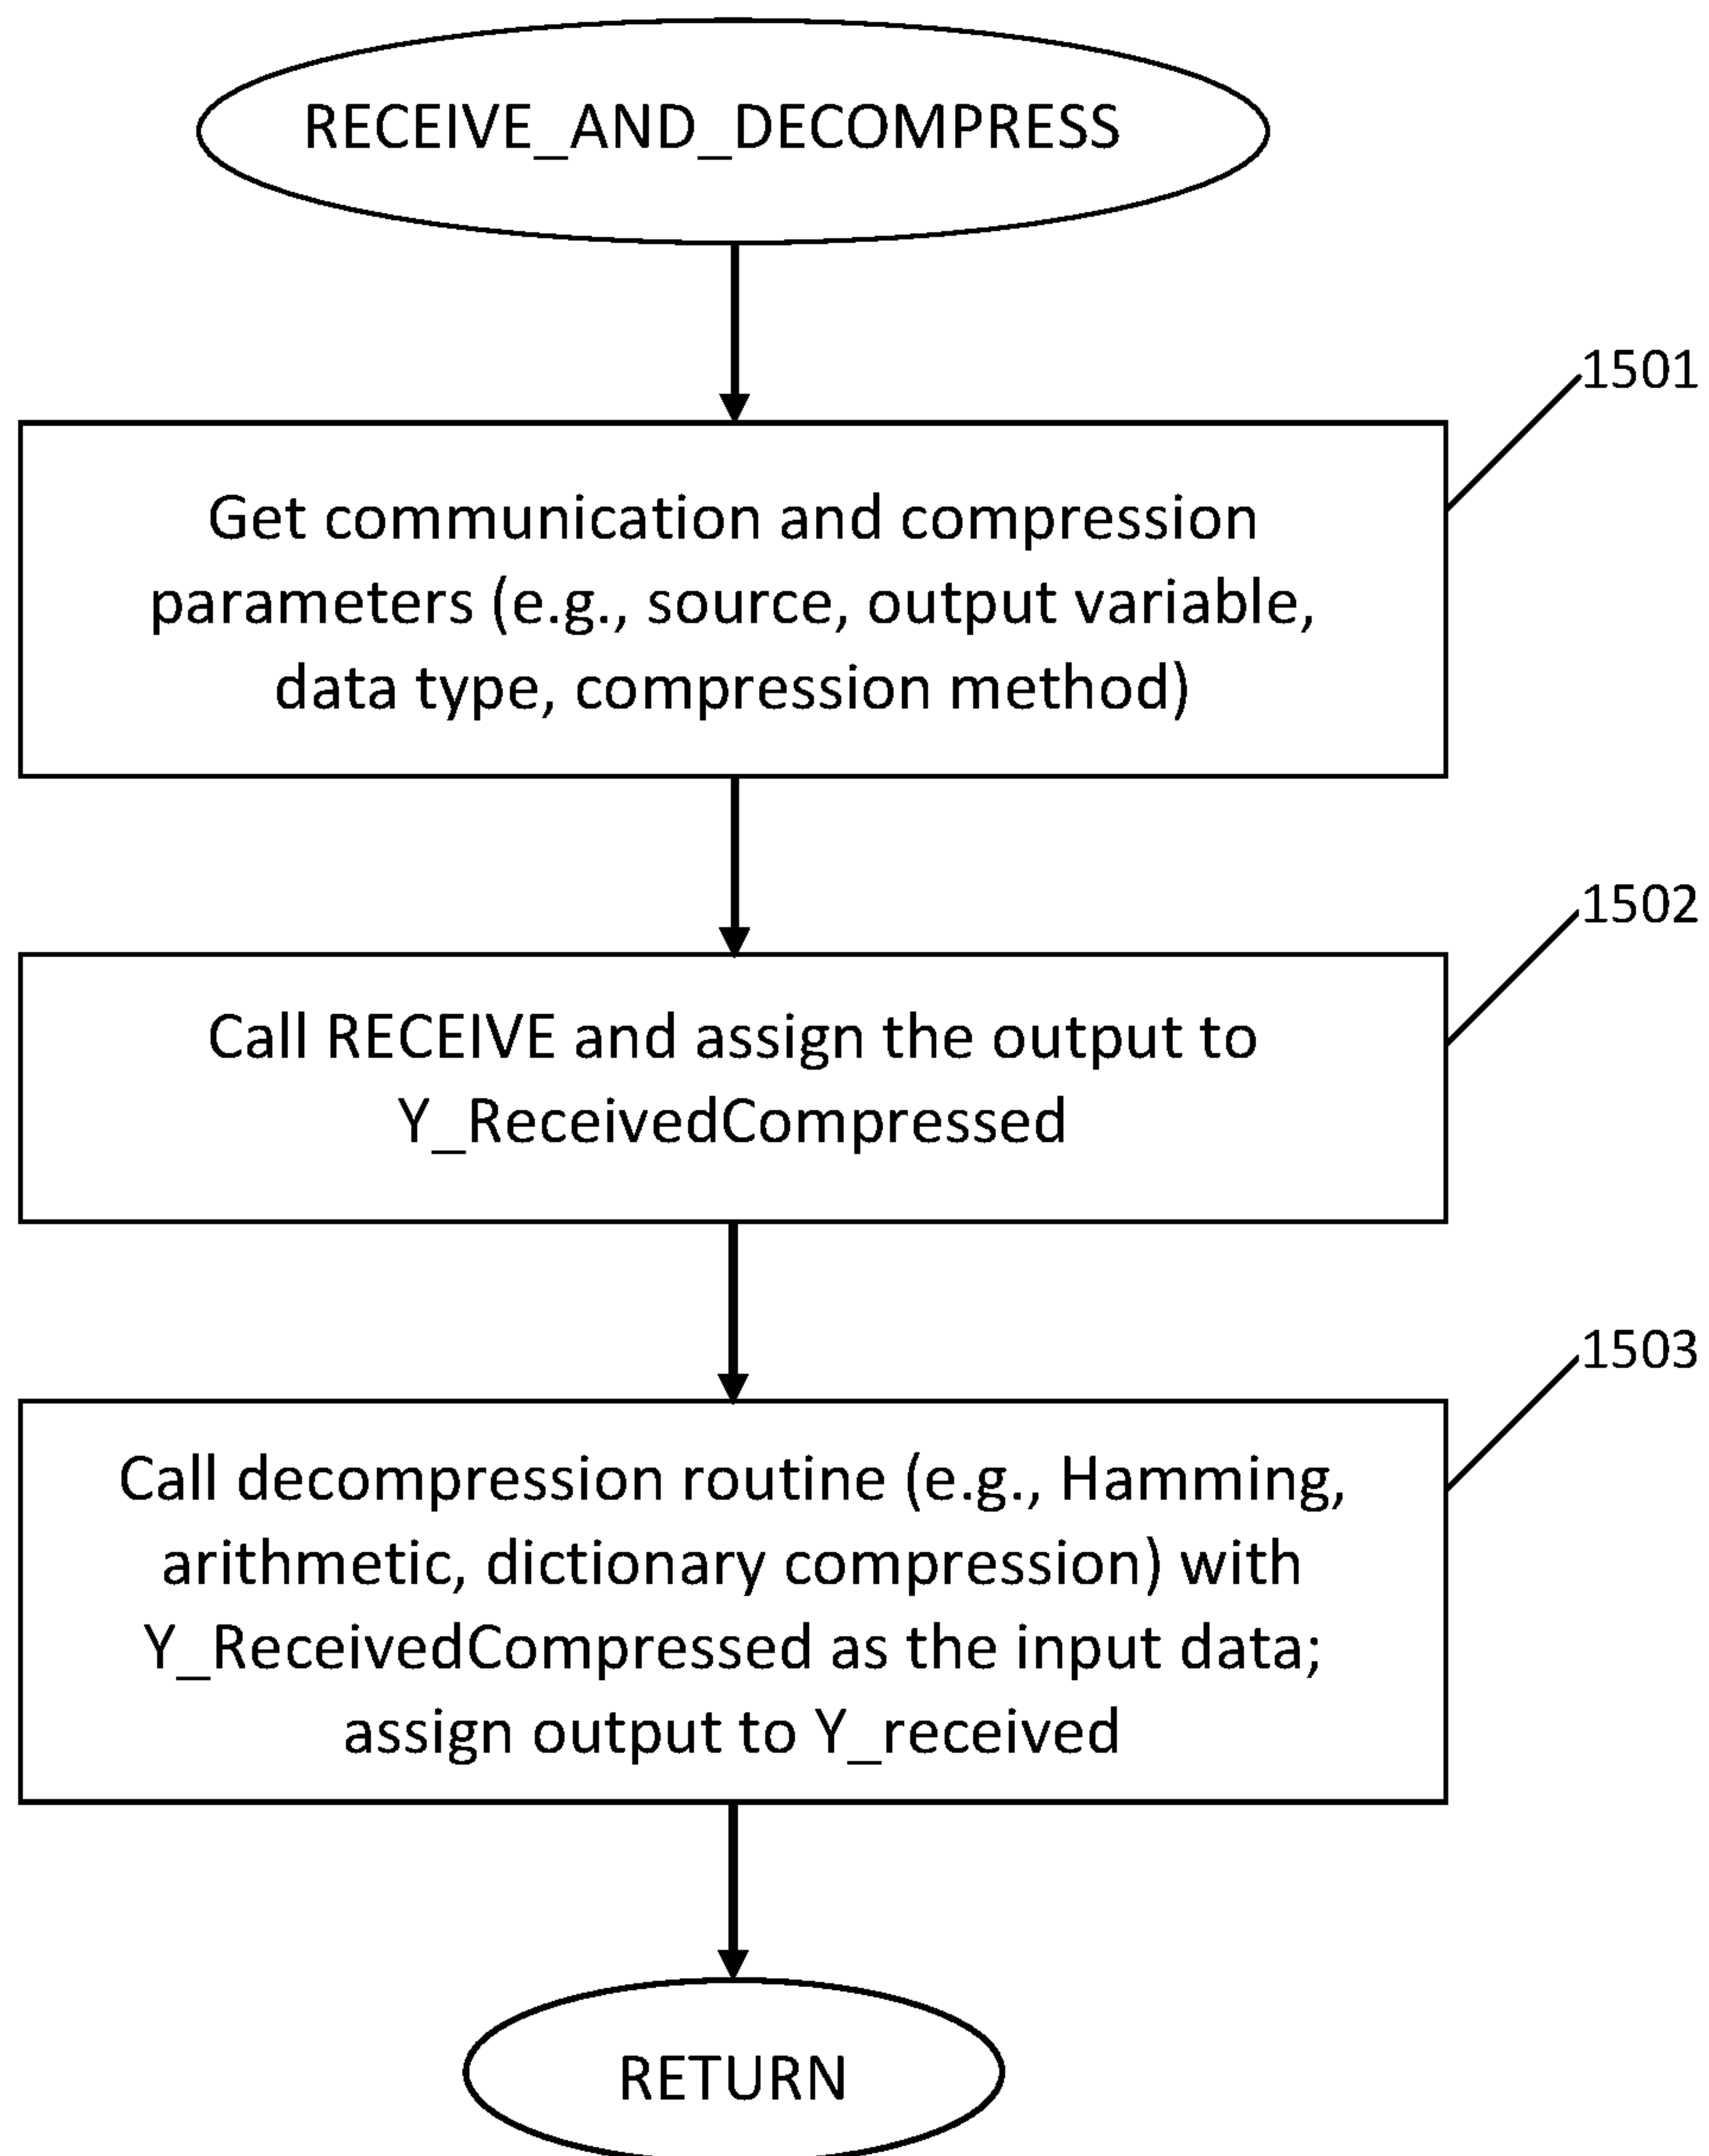 RECEIVE_AND_DECOMPRESS
1501
Get communication and compression
parameters (e.g., source, output variable,
data type, compression method)
1502
Call RECEIVE and assign the output to
Y_ReceivedCompressed
1503
Call decompression routine (e.g., Hamming,
arithmetic, dictionary compression) with
Y_ReceivedCompressed as the input data;
assign output to Y_received
RETURN